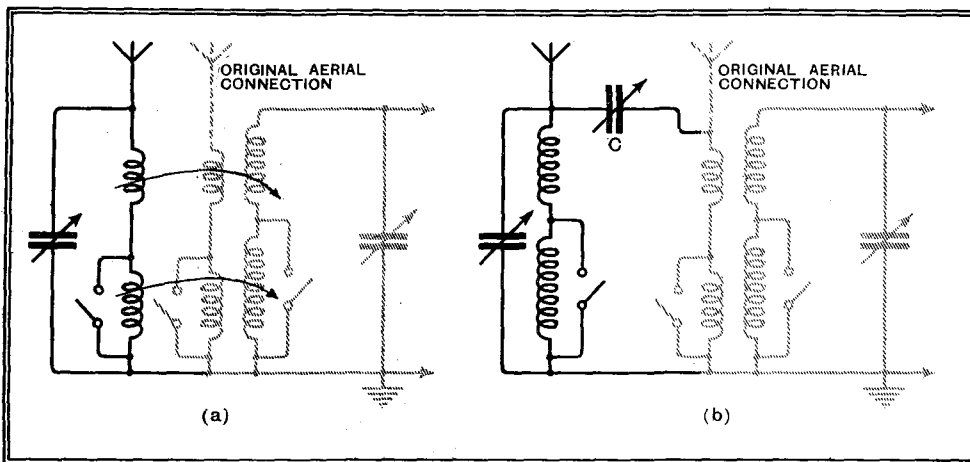 ORIGINAL AERIAL
CONNECTION
(a)
ORIGINAL AERIAL
CONNECTION
C
(b)